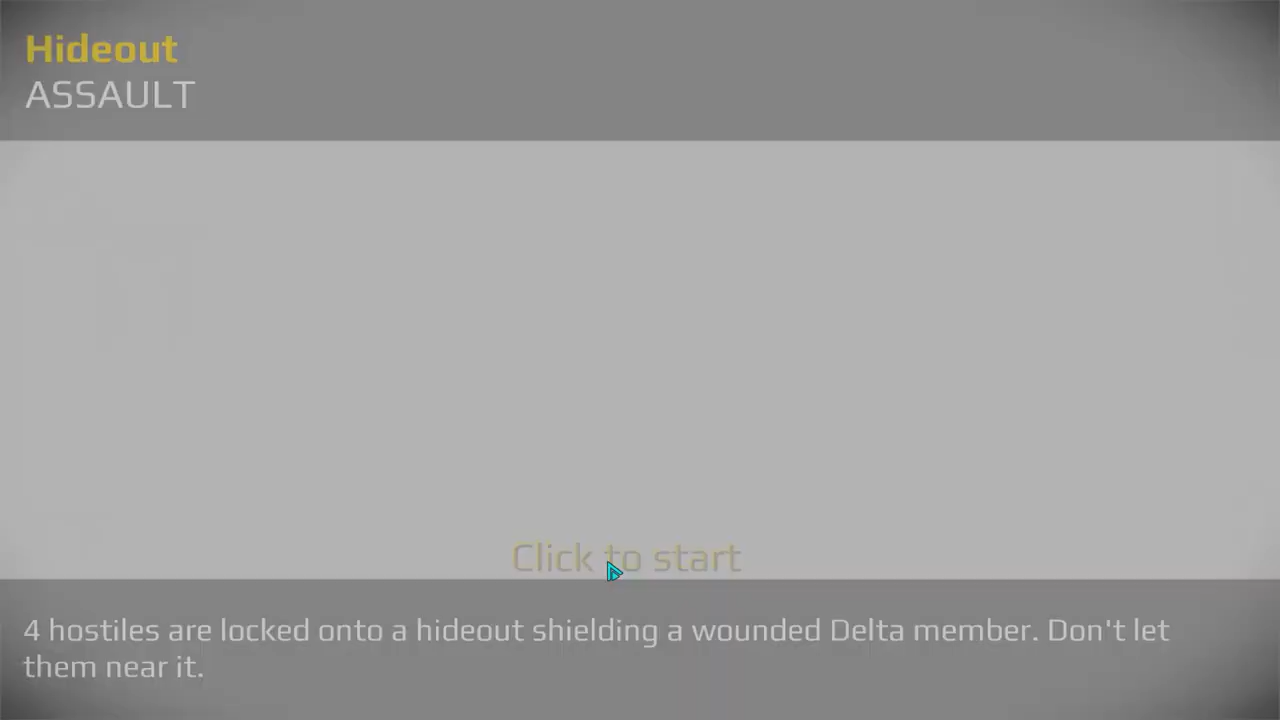 Hideout
ASSAULT
Click to start
4 hostiles are locked onto a hideout shielding a wounded Delta member. Don't let
them near it.